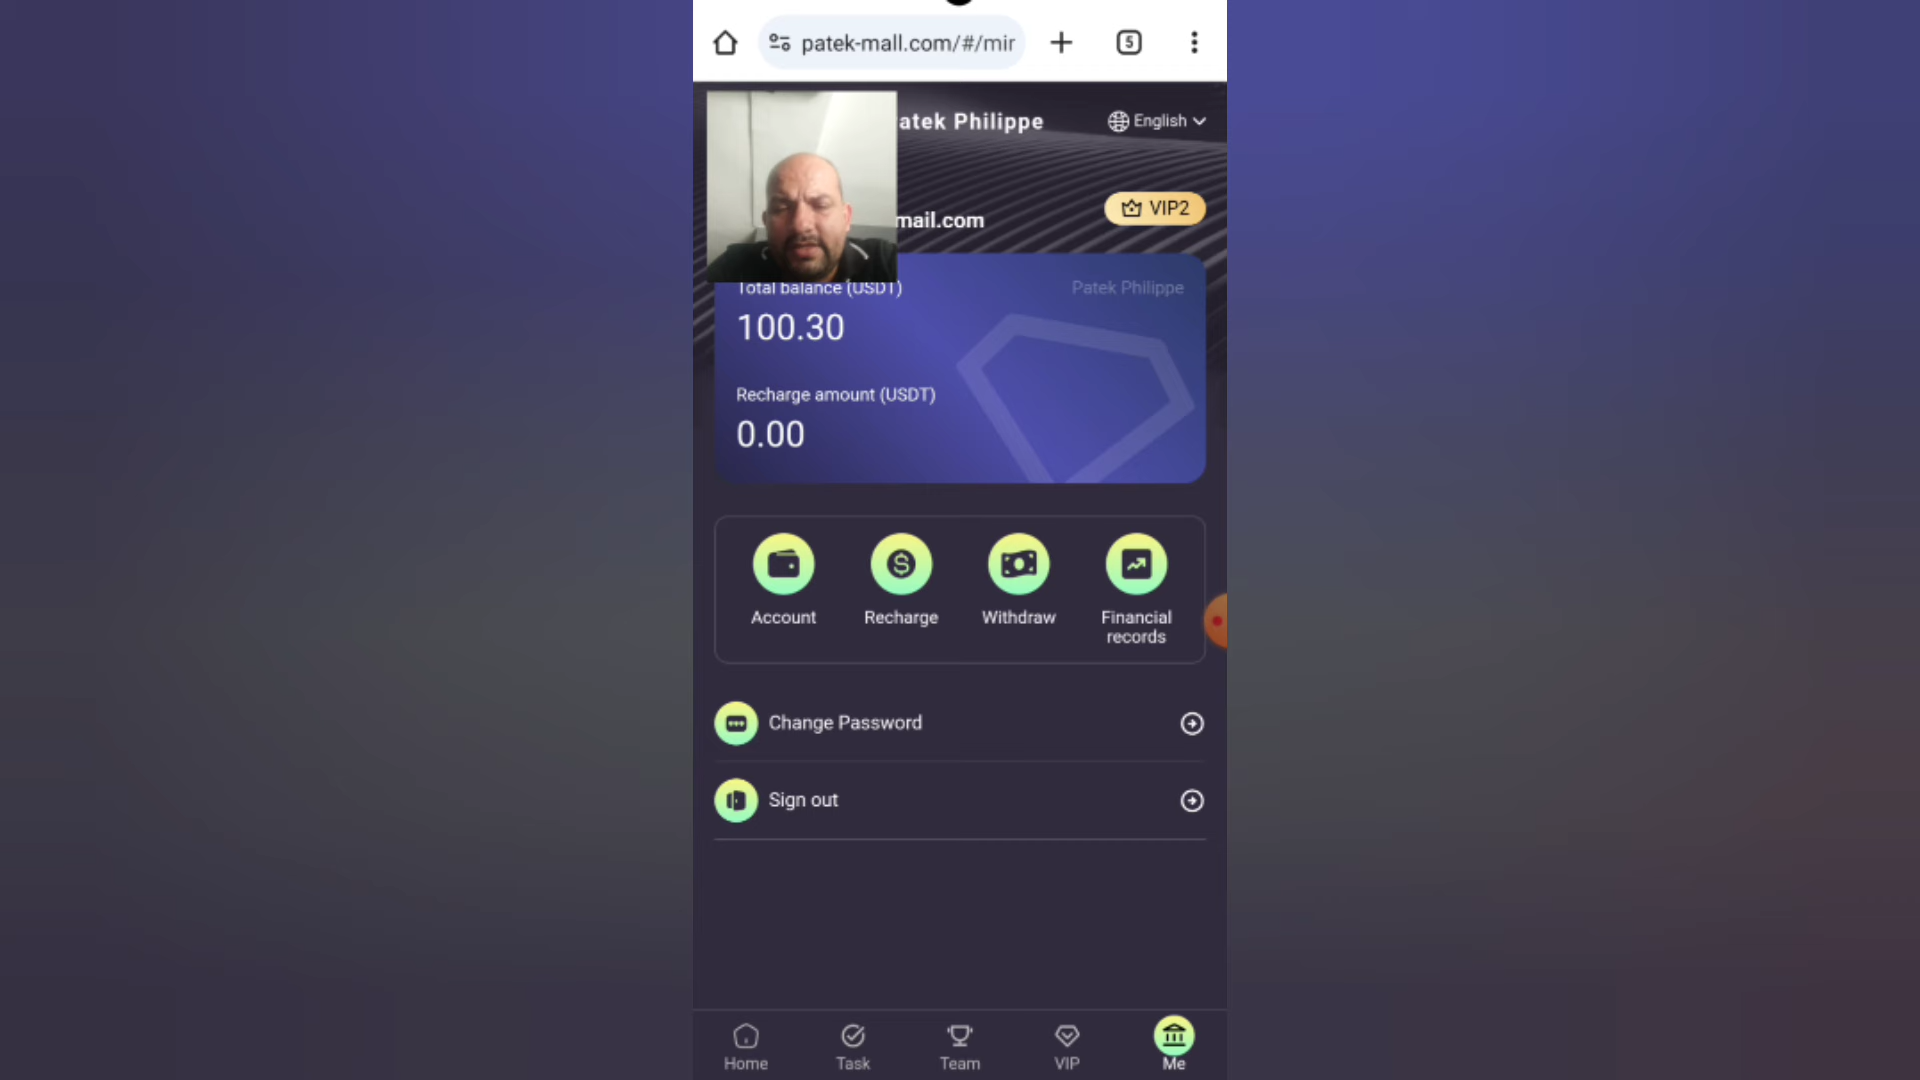 patek-mall.com/#/mir
5
atek Philippe
English
mail.com
VIP2
Total balance (USDT)
Patek Philippe
100.30
Recharge amount (USDT)
0.00
Account
Recharge
Withdraw
Financial
records
Change Password
Sign out
Home
Task
Team
VIP
Me